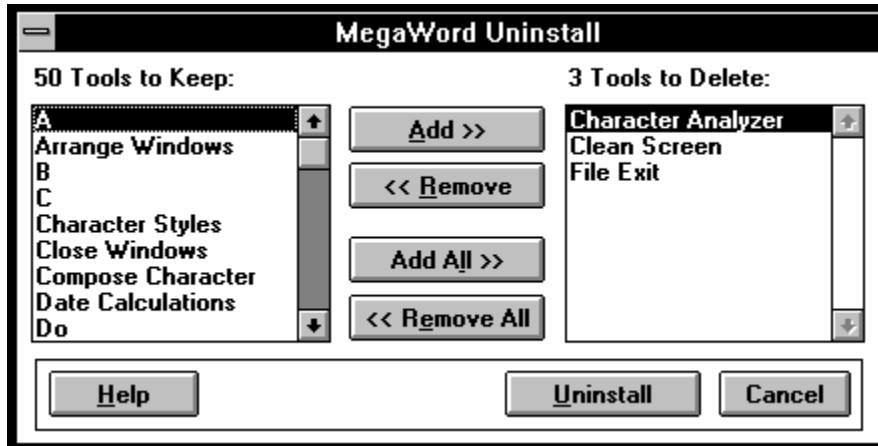 MegaWord Uninstall
50 Tools to Keep:
A
Arrange Windows
B
C
Character Styles
Close Windows
Compose Character
Date Calculations
Do
Add >>
<< Remove
Add All >>
<< Remove All
3 Tools to Delete:
Character Analyzer
Clean Screen
File Exit
Help
Uninstall
Cancel